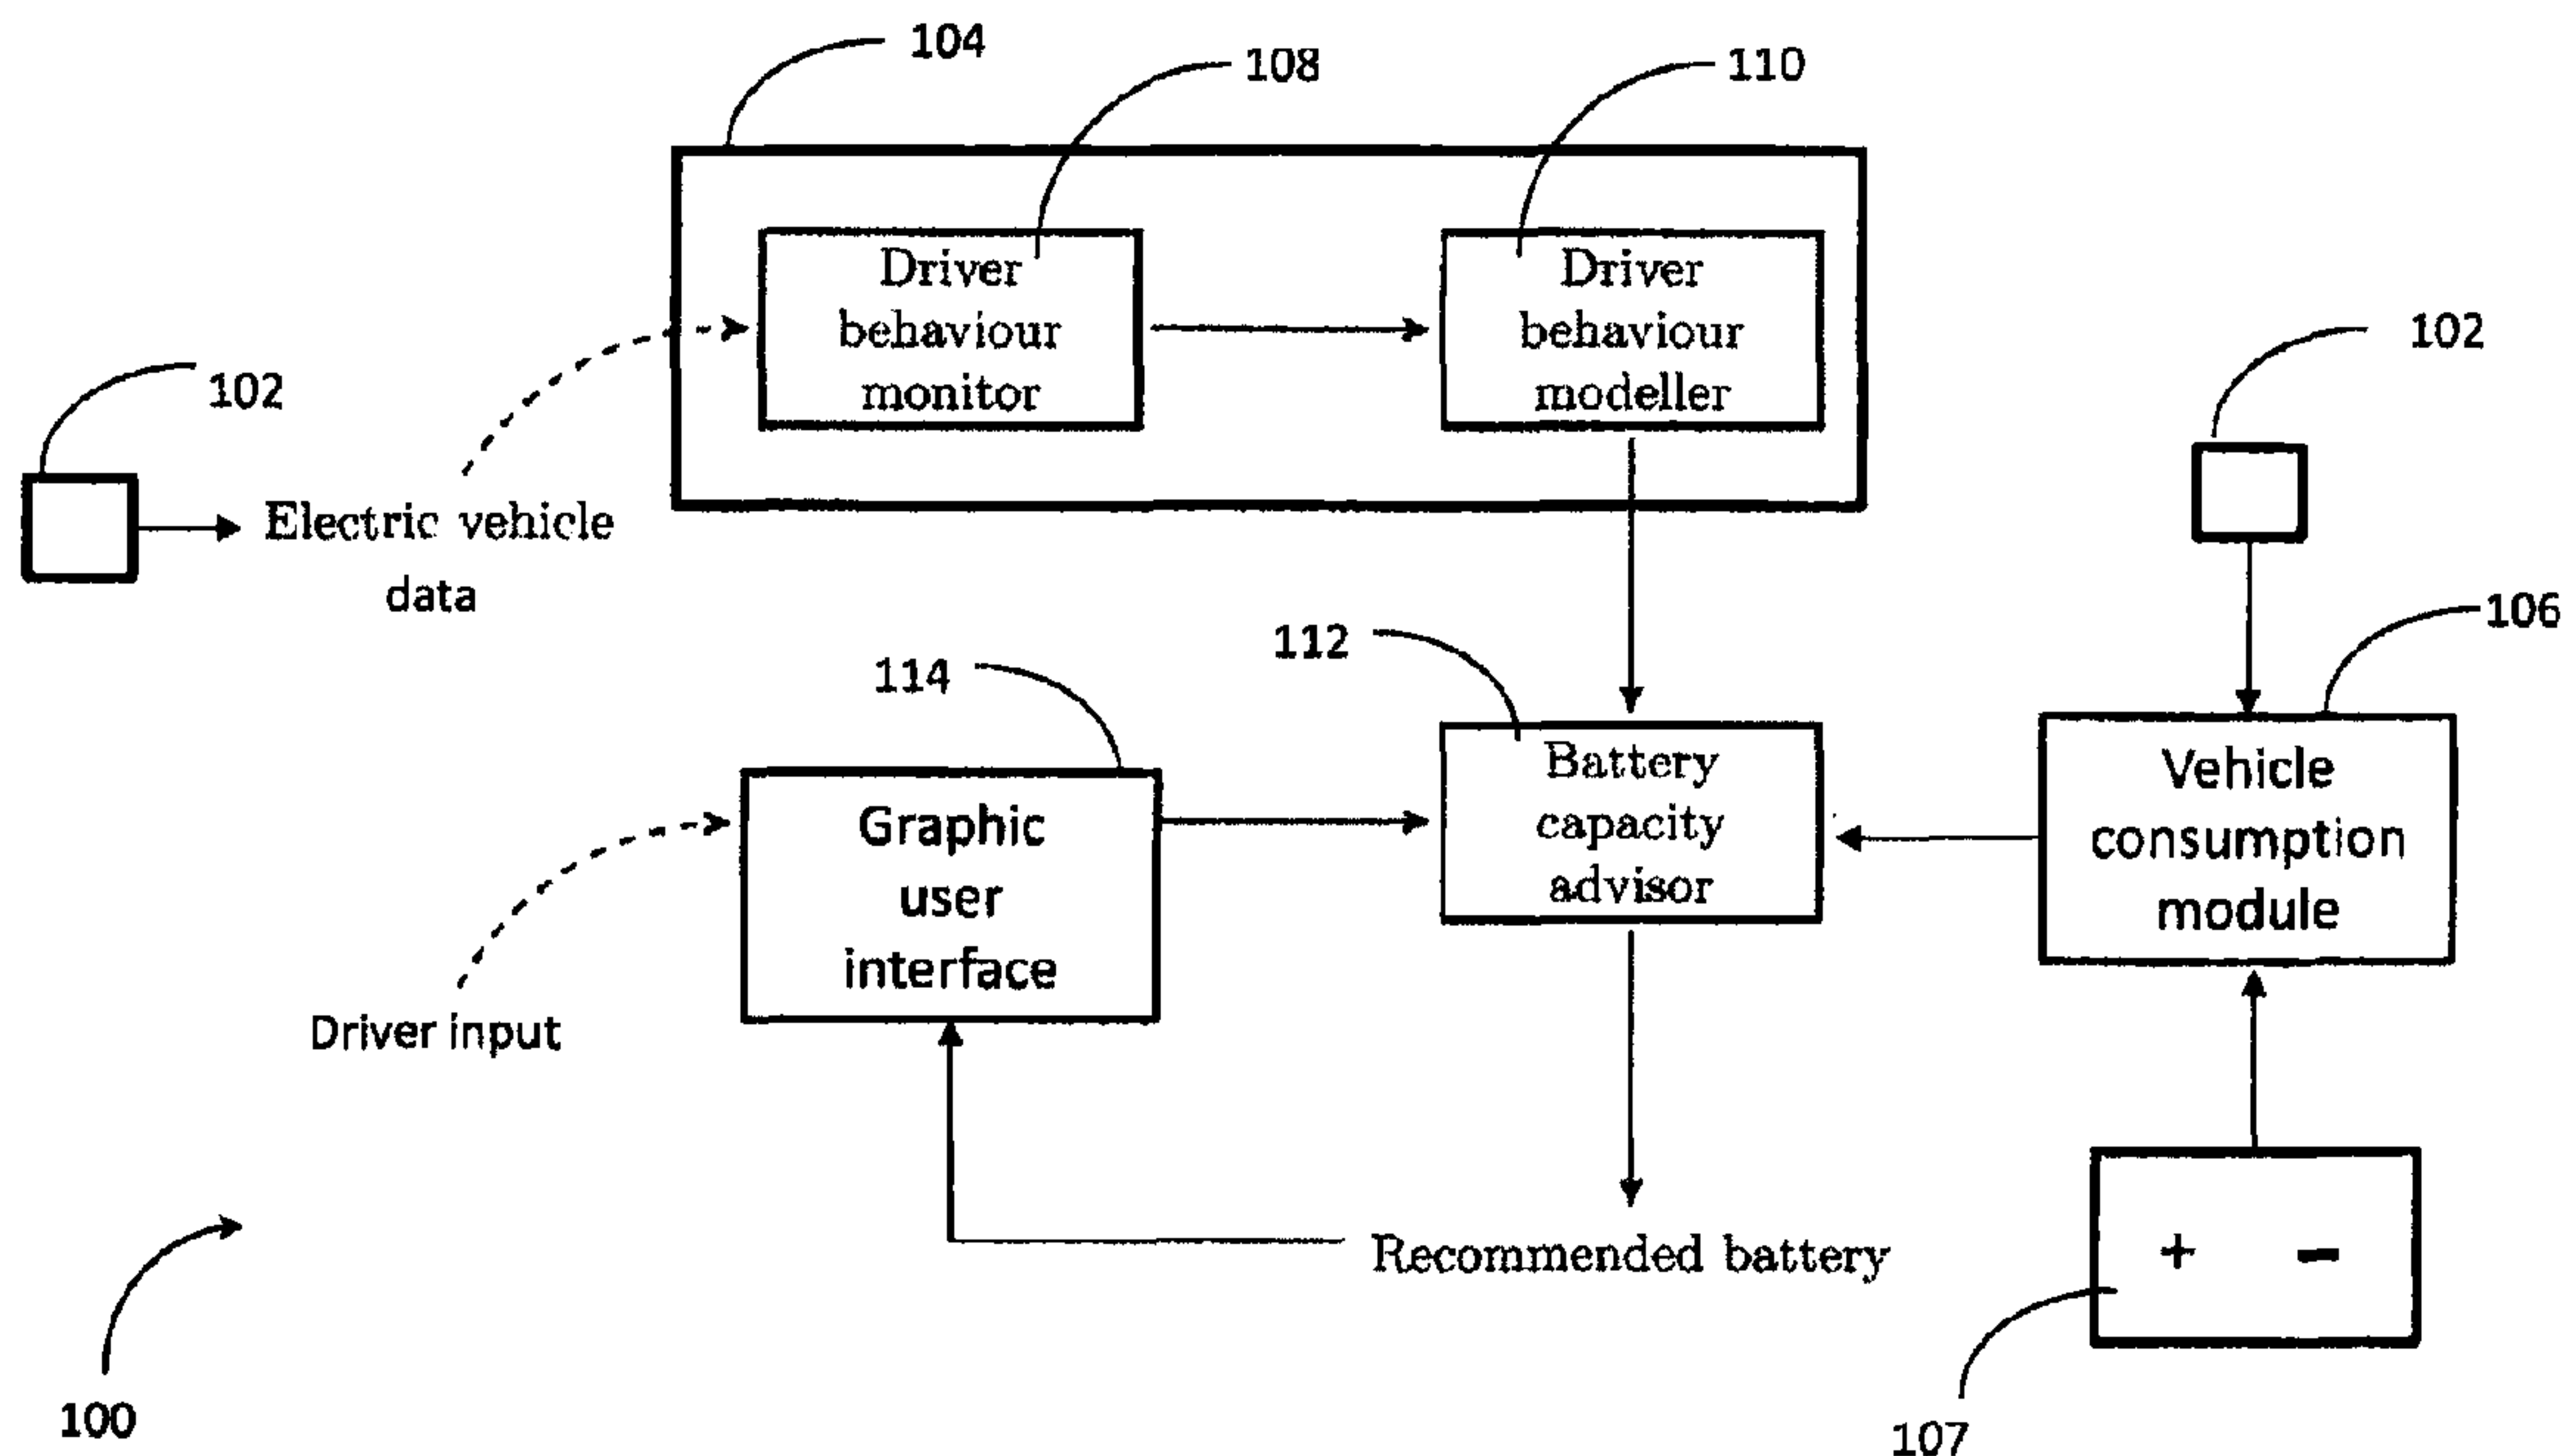 104
108
110
Driver
behaviour
monitor
Driver
behaviour
modeller
102
102
Electric vehicle
data
106
112
114
Graphic
user
interface
Battery
capacity
advisor
Vehicle
consumption
module
Driver input
Recommended battery
+ -
100
107